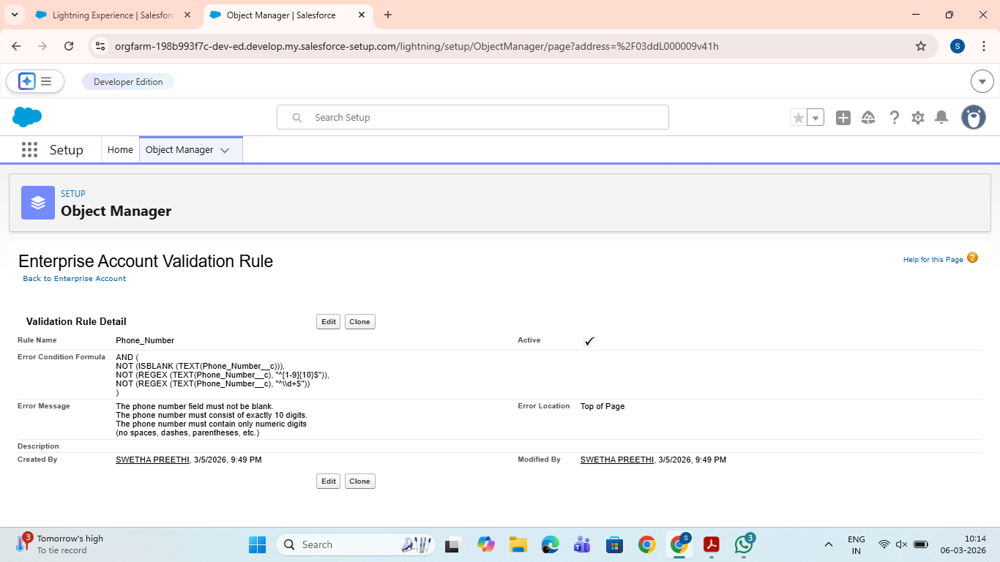 Lightning Experience | Salesforc
Object Manager | Salesforce
orgfarm-198b993f7c-dev-ed.develop.my.salesforce-setup.com/lightning/setup/ObjectManager/page?address=%2F03ddL000009v41h
S
Developer Edition
Search Setup
Setup
Home
Object Manager
SETUP
Object Manager
Enterprise Account Validation Rule
Help for this Page
Back to Enterprise Account
Validation Rule Detail
Edit
Clone
Rule Name
Phone_Number
Active
Error Condition Formula
AND (
NOT (ISBLANK (TEXT(Phone_Number__c))),
NOT (REGEX (TEXT(Phone_Number__c), "^[1-9]{10}$")),
NOT (REGEX (TEXT(Phone_Number__c), "^\\d+$"))
)
Error Message
The phone number field must not be blank.
The phone number must consist of exactly 10 digits.
The phone number must contain only numeric digits
(no spaces, dashes, parentheses, etc.)
Error Location
Top of Page
Description
Created By
SWETHA PREETHI, 3/5/2026, 9:49 PM
Modified By
SWETHA PREETHI, 3/5/2026, 9:49 PM
Edit
Clone
3
Tomorrow's high
To tie record
Search
S
3
ENG
IN
10:14
06-03-2026